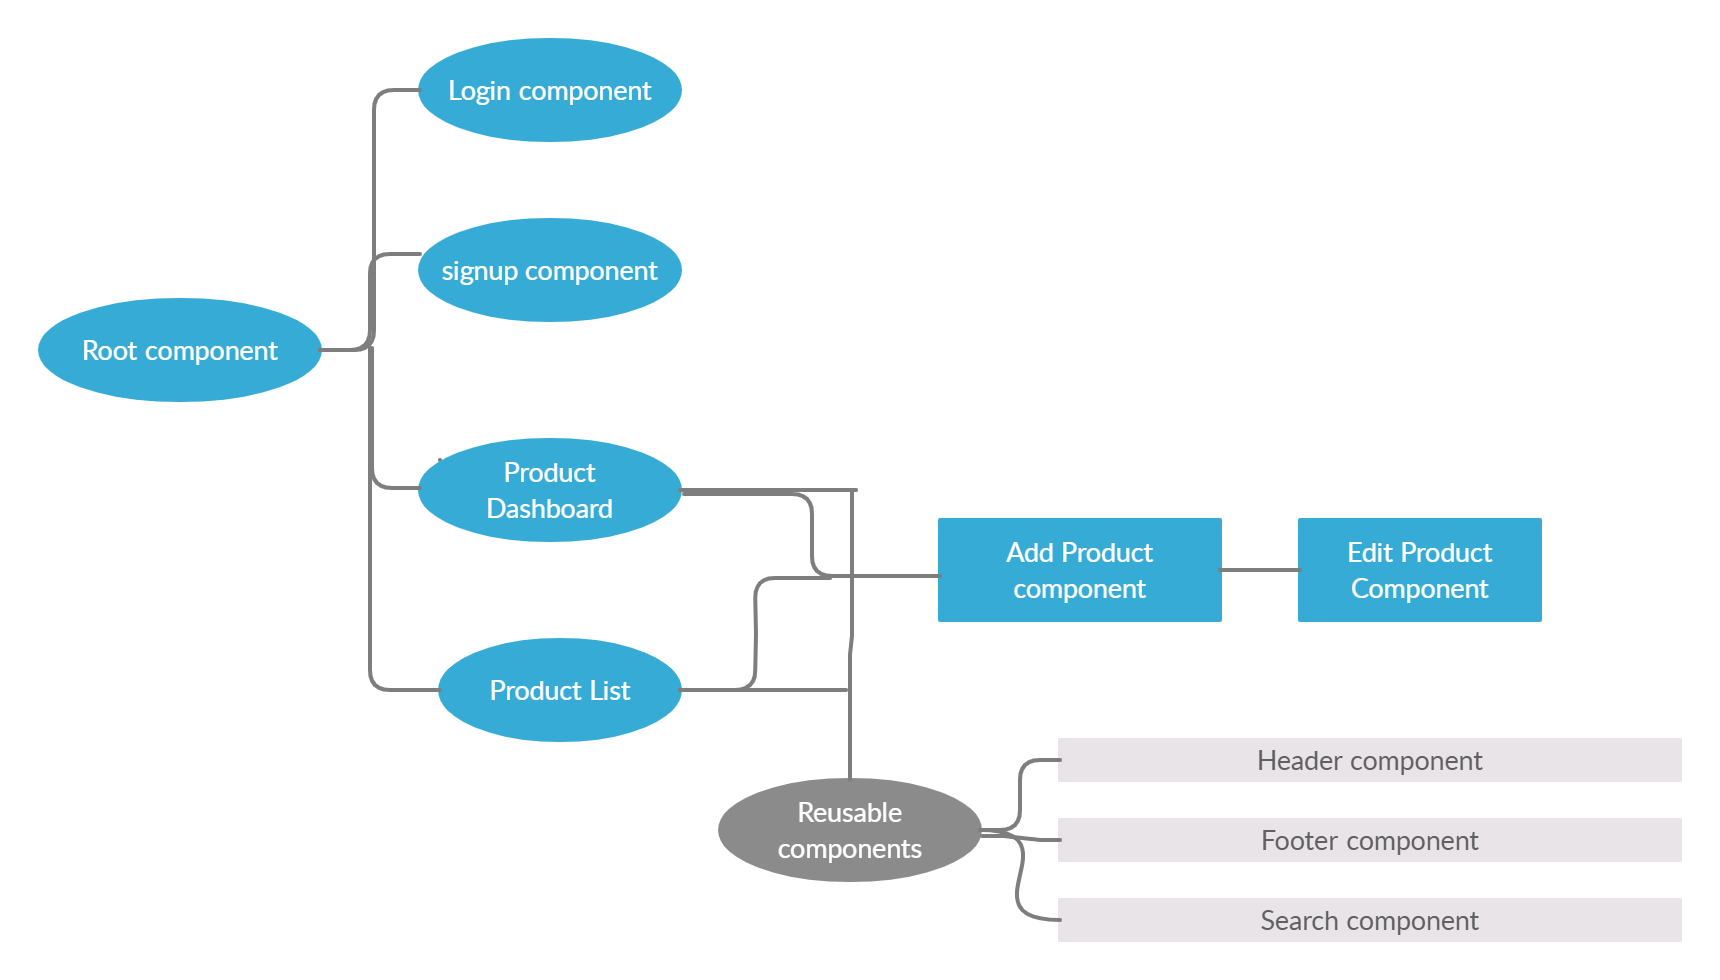 Login component
signup component
Root component
Product
Dashboard
Add Product
component
Edit Product
Component
Product List
Reusable
components
Header component
Footer component
Search component